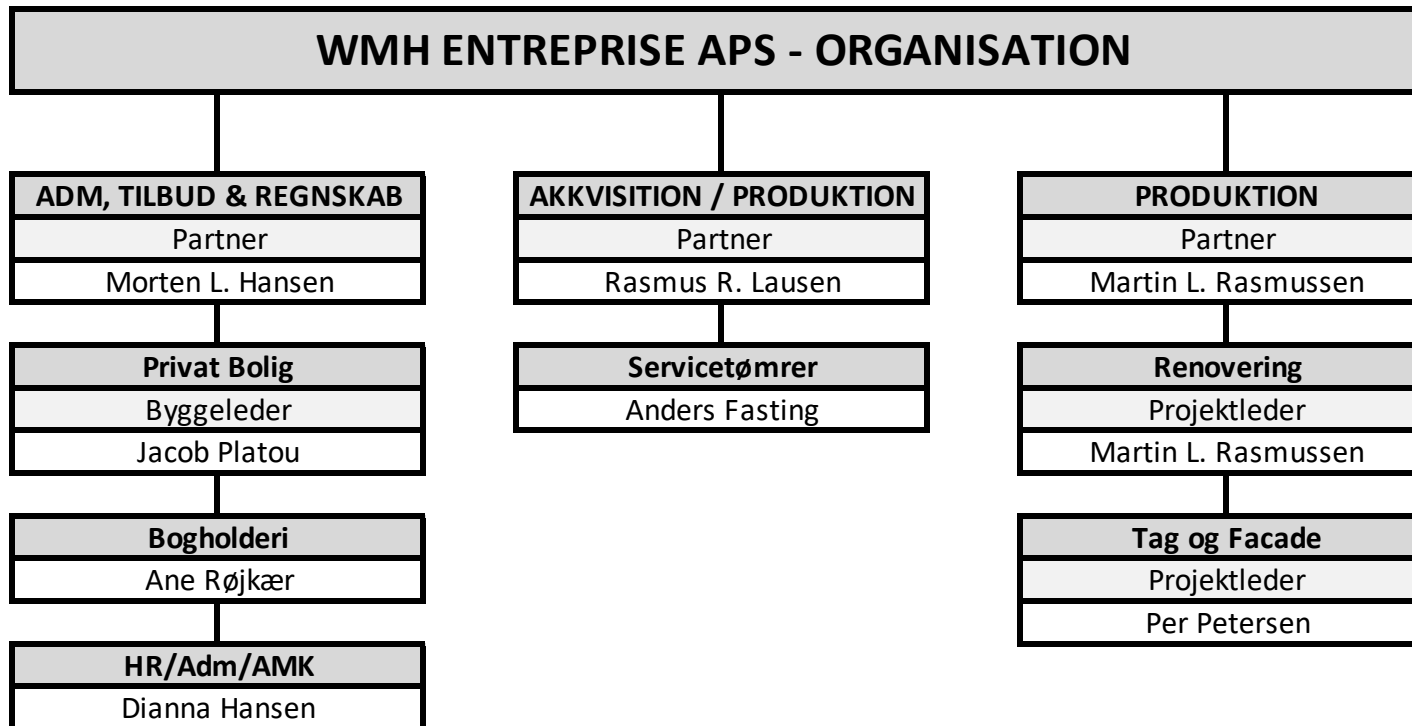 WMH ENTREPRISE APS - ORGANISATION
ADM, TILBUD & REGNSKAB
Partner
Morten L. Hansen
Privat Bolig
Byggeleder
Jacob Platou
Bogholderi
Ane Røjkær
HR/Adm/AMK
Dianna Hansen
AKKVISITION / PRODUKTION
Partner
Rasmus R. Lausen
Servicetømrer
Anders Fasting
PRODUKTION
Partner
Martin L. Rasmussen
Renovering
Projektleder
Martin L. Rasmussen
Tag og Facade
Projektleder
Per Petersen